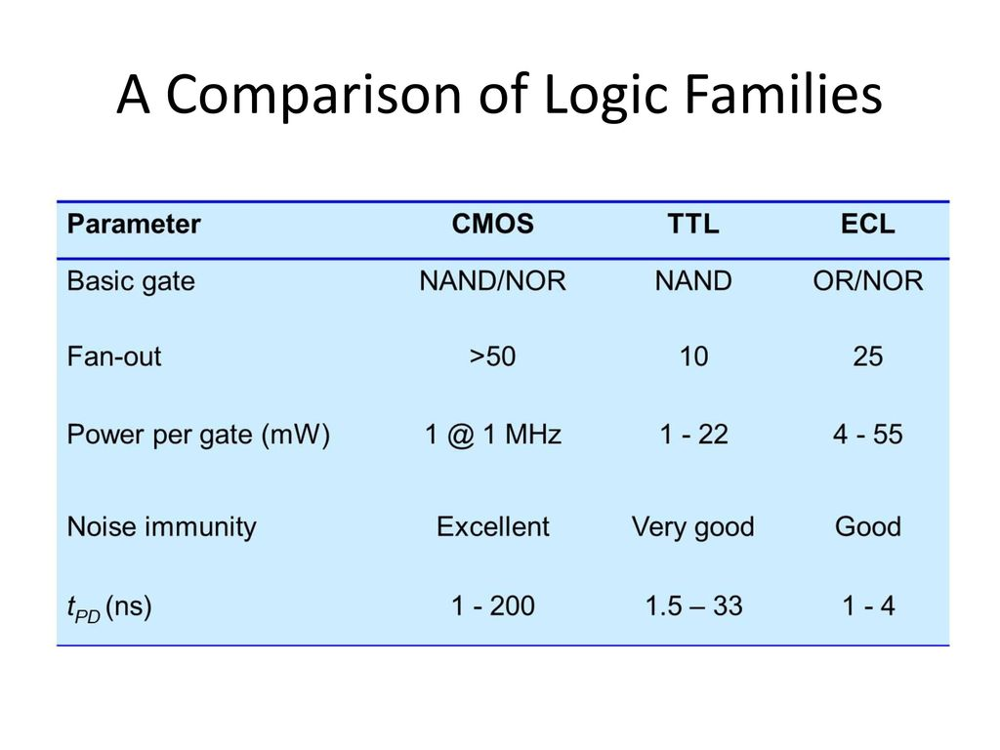 A Comparison of Logic Families
Parameter CMOS TTL ECL
Basic gate NAND/NOR NAND OR/NOR
Fan-out >50 10 25
Power per gate (mW) 1 @ 1 MHz 1 - 22 4 - 55
Noise immunity Excellent Very good Good
tPD (ns) 1 - 200 1.5 – 33 1 - 4